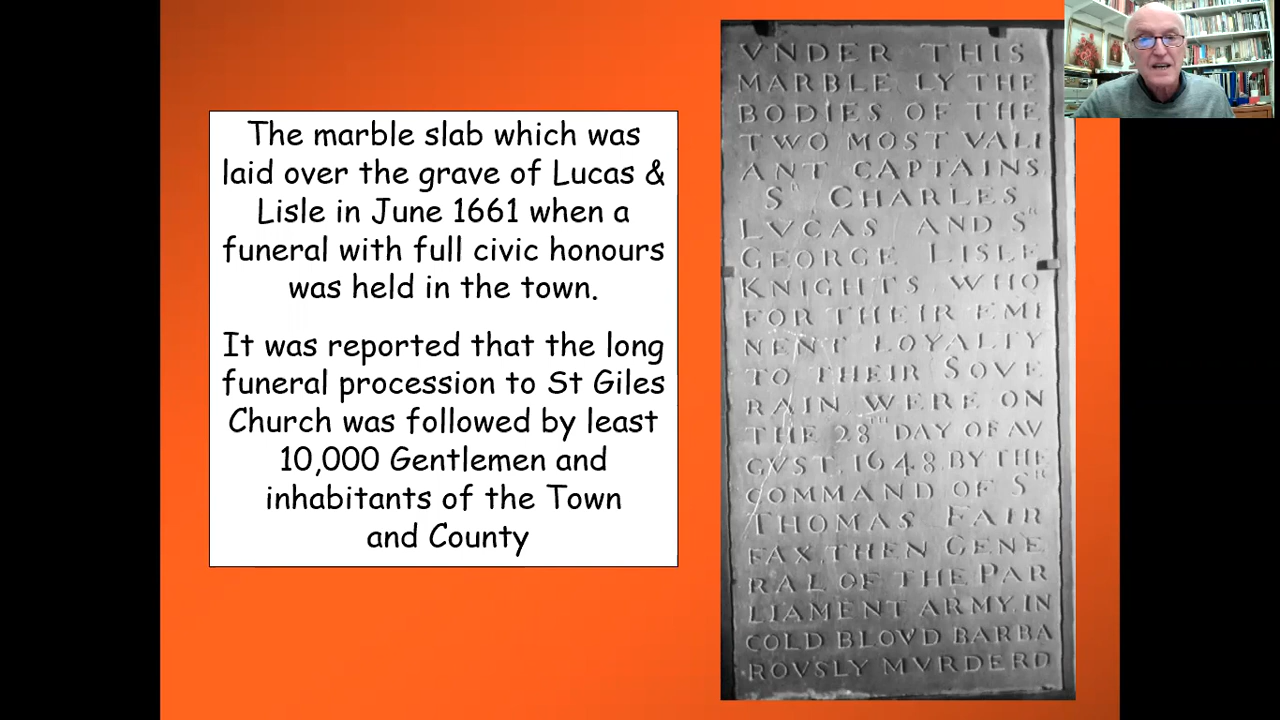 The marble slab which was
laid over the grave of Lucas &
Lisle in June 1661 when a
funeral with full civic honours
was held in the town.
It was reported that the long
funeral procession to St Giles
Church was followed by least
10,000 Gentlemen and
inhabitants of the Town
and County
VNDER THIS
MARBLE LY THE
BODIES OF THE
TWO MOST VALI
ANT CAPTAINS
Sʳ CHARLES
LVCAS AND Sʳ
GEORGE LISLE
KNIGHTS WHO
FOR THEIR EMI
NENT LOYALTY
TO THEIR SOVE
RAIN WERE ON
THE 28ᵀᴴ DAY OF AV
GVST, 1648, BY THE
COMMAND OF Sʳ
THOMAS FAIR
FAX, THEN GENE
RAL OF THE PAR
LIAMENT ARMY, IN
COLD BLOVD BARBA
ROVSLY MVRDERD